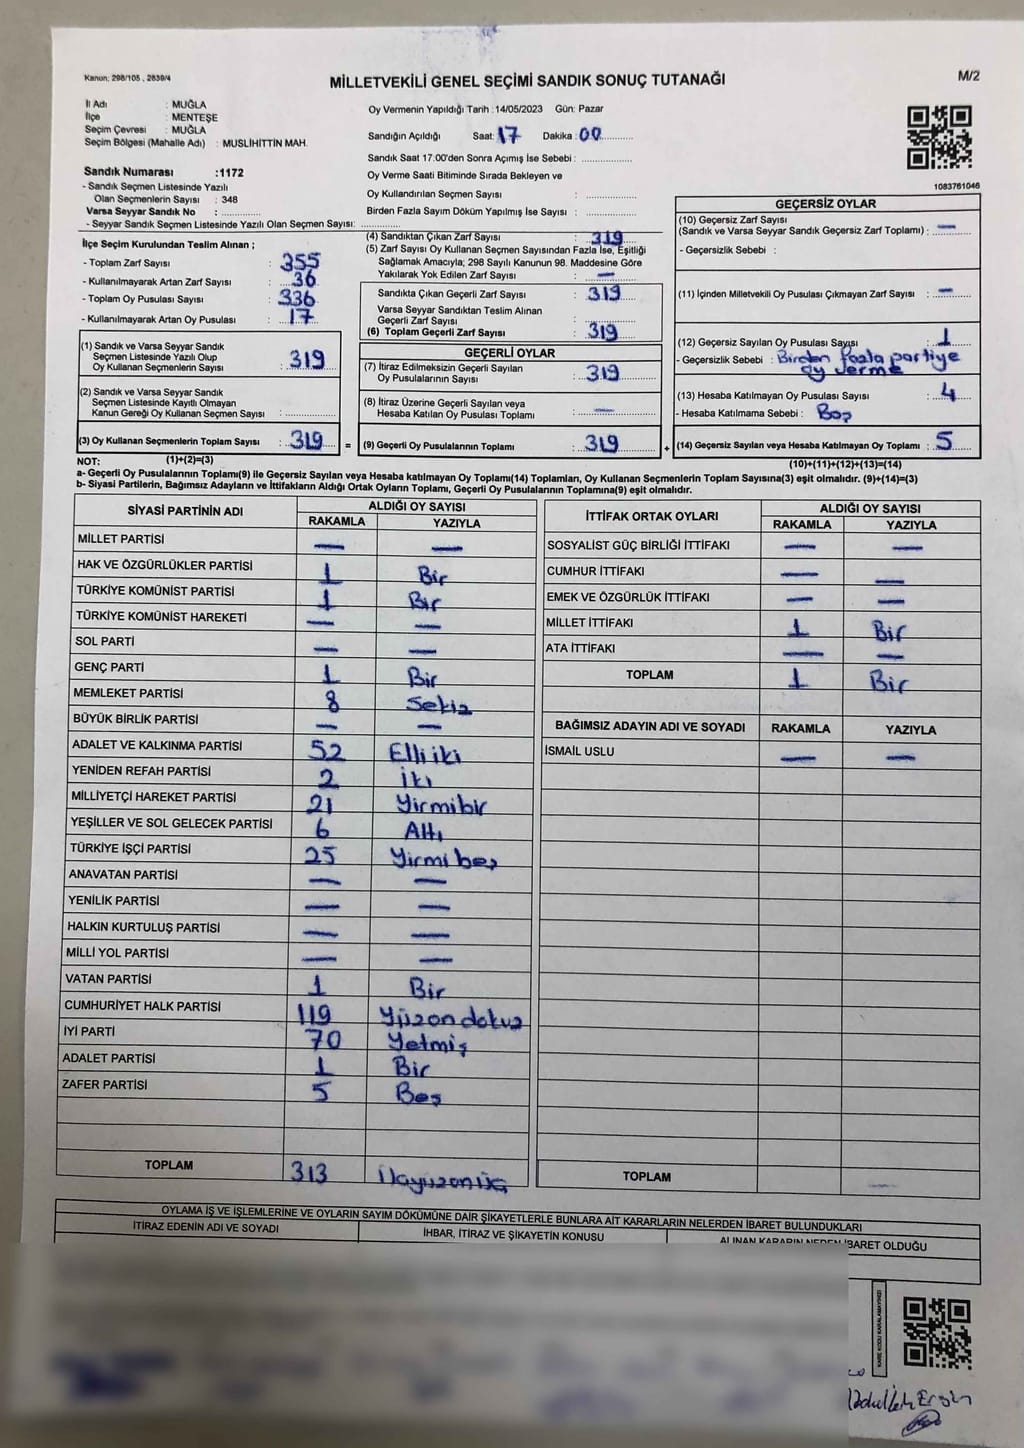 Kanun: 298/105 , 2839/4
MİLLETVEKİLİ GENEL SEÇİMİ SANDIK SONUÇ TUTANAĞI
M/2
İl Adı : MUĞLA
İlçe : MENTEŞE
Seçim Çevresi : MUĞLA
Seçim Bölgesi (Mahalle Adı) : MUSLİHİTTİN MAH.
Sandık Numarası :1172
- Sandık Seçmen Listesinde Yazılı
Olan Seçmenlerin Sayısı : 348
Varsa Seyyar Sandık No :
- Seyyar Sandık Seçmen Listesinde Yazılı Olan Seçmen Sayısı:
İlçe Seçim Kurulundan Teslim Alınan ;
- Toplam Zarf Sayısı : 355
- Kullanılmayarak Artan Zarf Sayısı : 36
- Toplam Oy Pusulası Sayısı : 336
- Kullanılmayarak Artan Oy Pusulası : 17
(1) Sandık ve Varsa Seyyar Sandık
Seçmen Listesinde Yazılı Olup
Oy Kullanan Seçmenlerin Sayısı : 319
(2) Sandık ve Varsa Seyyar Sandık
Seçmen Listelerinde Kayıtlı Olmayan
Kanun Gereği Oy Kullanan Seçmen Sayısı :
(3) Oy Kullanan Seçmenlerin Toplam Sayısı : 319 =
Oy Vermenin Yapıldığı Tarih : 14/05/2023 Gün: Pazar
Sandığın Açıldığı Saat: 17 Dakika : 00
Sandık Saat 17:00'den Sonra Açımış İse Sebebi :
Oy Verme Saati Bitiminde Sırada Bekleyen ve
Oy Kullandırılan Seçmen Sayısı :
Birden Fazla Sayım Döküm Yapılmış İse Sayısı :
(4) Sandıktan Çıkan Zarf Sayısı : 319
(5) Zarf Sayısı Oy Kullanan Seçmen Sayısından Fazla İse, Eşitliği
Sağlamak Amacıyla; 298 Sayılı Kanunun 98. Maddesine Göre
Yakılarak Yok Edilen Zarf Sayısı : —
Sandıkta Çıkan Geçerli Zarf Sayısı : 319
Varsa Seyyar Sandıktan Teslim Alınan
Geçerli Zarf Sayısı :
(6) Toplam Geçerli Zarf Sayısı : 319
GEÇERLİ OYLAR
(7) İtiraz Edilmeksizin Geçerli Sayılan
Oy Pusulalarının Sayısı : 319
(8) İtiraz Üzerine Geçerli Sayılan veya
Hesaba Katılan Oy Pusulası Toplamı : —
(9) Geçerli Oy Pusulalarının Toplamı : 319 +
1083761046
GEÇERSİZ OYLAR
(10) Geçersiz Zarf Sayısı
(Sandık ve Varsa Seyyar Sandık Geçersiz Zarf Toplamı) : —
- Geçersizlik Sebebi :
(11) İçinden Milletvekili Oy Pusulası Çıkmayan Zarf Sayısı : —
(12) Geçersiz Sayılan Oy Pusulası Sayısı : 1
- Geçersizlik Sebebi : Birden fazla partiye
oy verme
(13) Hesaba Katılmayan Oy Pusulası Sayısı : 4
- Hesaba Katılmama Sebebi : Boş
(14) Geçersiz Sayılan veya Hesaba Katılmayan Oy Toplamı : 5
NOT: (1)+(2)=(3)
(10)+(11)+(12)+(13)=(14)
a- Geçerli Oy Pusulasının Toplamı(9) ile Geçersiz Sayılan veya Hesaba katılmayan Oy Toplamı(14) Toplamları, Oy Kullanan Seçmenlerin Toplam Sayısına(3) eşit olmalıdır. (9)+(14)=(3)
b- Siyasi Partilerin, Bağımsız Adayların ve İttifakların Aldığı Ortak Oyların Toplamı, Geçerli Oy Pusulalarının Toplamına(9) eşit olmalıdır.
SİYASİ PARTİNİN ADI ALDIĞI OY SAYISI
RAKAMLA YAZIYLA
MİLLET PARTİSİ — —
HAK VE ÖZGÜRLÜKLER PARTİSİ 1 Bir
TÜRKİYE KOMÜNİST PARTİSİ 1 Bir
TÜRKİYE KOMÜNİST HAREKETİ — —
SOL PARTİ — —
GENÇ PARTİ 1 Bir
MEMLEKET PARTİSİ 8 Sekiz
BÜYÜK BİRLİK PARTİSİ — —
ADALET VE KALKINMA PARTİSİ 52 Elli iki
YENİDEN REFAH PARTİSİ 2 İki
MİLLİYETÇİ HAREKET PARTİSİ 21 Yirmibir
YEŞİLLER VE SOL GELECEK PARTİSİ 6 Altı
TÜRKİYE İŞÇİ PARTİSİ 25 Yirmi beş
ANAVATAN PARTİSİ — —
YENİLİK PARTİSİ — —
HALKIN KURTULUŞ PARTİSİ — —
MİLLİ YOL PARTİSİ — —
VATAN PARTİSİ 1 Bir
CUMHURİYET HALK PARTİSİ 119 Yüzon dokuz
İYİ PARTİ 70 Yetmiş
ADALET PARTİSİ 1 Bir
ZAFER PARTİSİ 5 Beş
TOPLAM 313 Üçyüzonüç
İTTİFAK ORTAK OYLARI ALDIĞI OY SAYISI
RAKAMLA YAZIYLA
SOSYALİST GÜÇ BİRLİĞİ İTTİFAKI — —
CUMHUR İTTİFAKI — —
EMEK VE ÖZGÜRLÜK İTTİFAKI — —
MİLLET İTTİFAKI 1 Bir
ATA İTTİFAKI — —
TOPLAM 1 Bir
BAĞIMSIZ ADAYIN ADI VE SOYADI RAKAMLA YAZIYLA
İSMAİL USLU — —
TOPLAM —
OYLAMA İŞ VE İŞLEMLERİNE VE OYLARIN SAYIM DÖKÜMÜNE DAİR ŞİKAYETLERLE BUNLARA AİT KARARLARIN NELERDEN İBARET BULUNDUKLARI
İTİRAZ EDENİN ADI VE SOYADI İHBAR, İTİRAZ VE ŞİKAYETİN KONUSU ALINAN KARARIN NEDEN İBARET OLDUĞU
KARE KODU KARALAMAYINIZ!